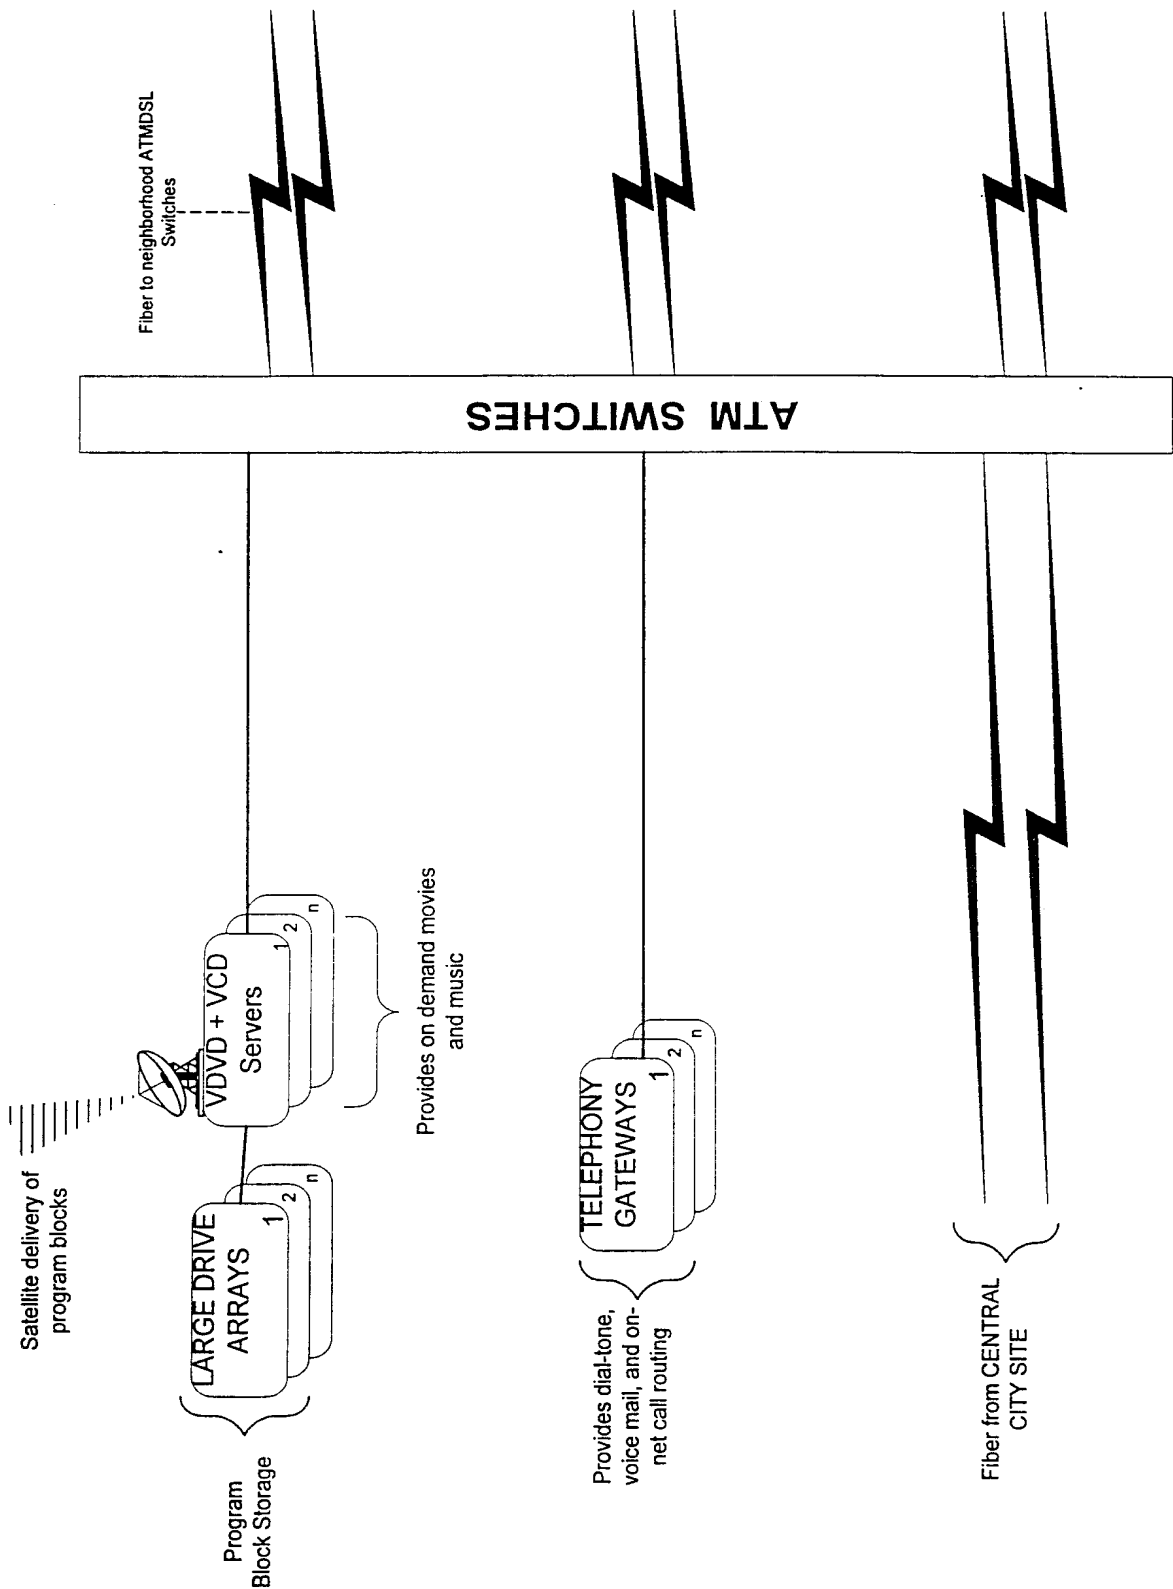 Satellite delivery of
program blocks
Fiber to neighborhood ATMDSL
Switches
Program
Block Storage
LARGE DRIVE
ARRAYS
1
2
n
VDVD + VCD
Servers
1
2
n
Provides on demand movies
and music
ATM SWITCHES
Provides dial-tone,
voice mail, and on-
net call routing
TELEPHONY
GATEWAYS
1
2
n
Fiber from CENTRAL
CITY SITE